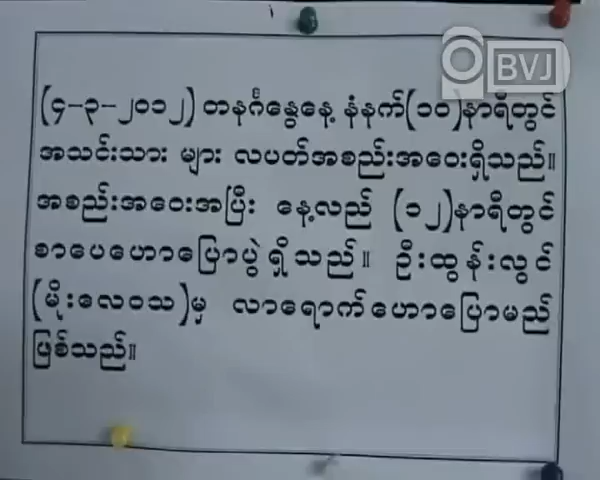 BVJ
(၄-၃-၂၀၁၂) တနင်္ဂနွေနေ့ နံနက်(၁၀)နာရီတွင်
အသင်းသား များ လပတ်အစည်းအဝေးရှိသည်။
အစည်းအဝေးအပြီး နေ့လည် (၁၂)နာရီတွင်
စာပေဟောပြောပွဲရှိသည်။ ဦးထွန်းလွင်
(မိုးလေဝသ)မှ လာရောက်ဟောပြောမည်
ဖြစ်သည်။